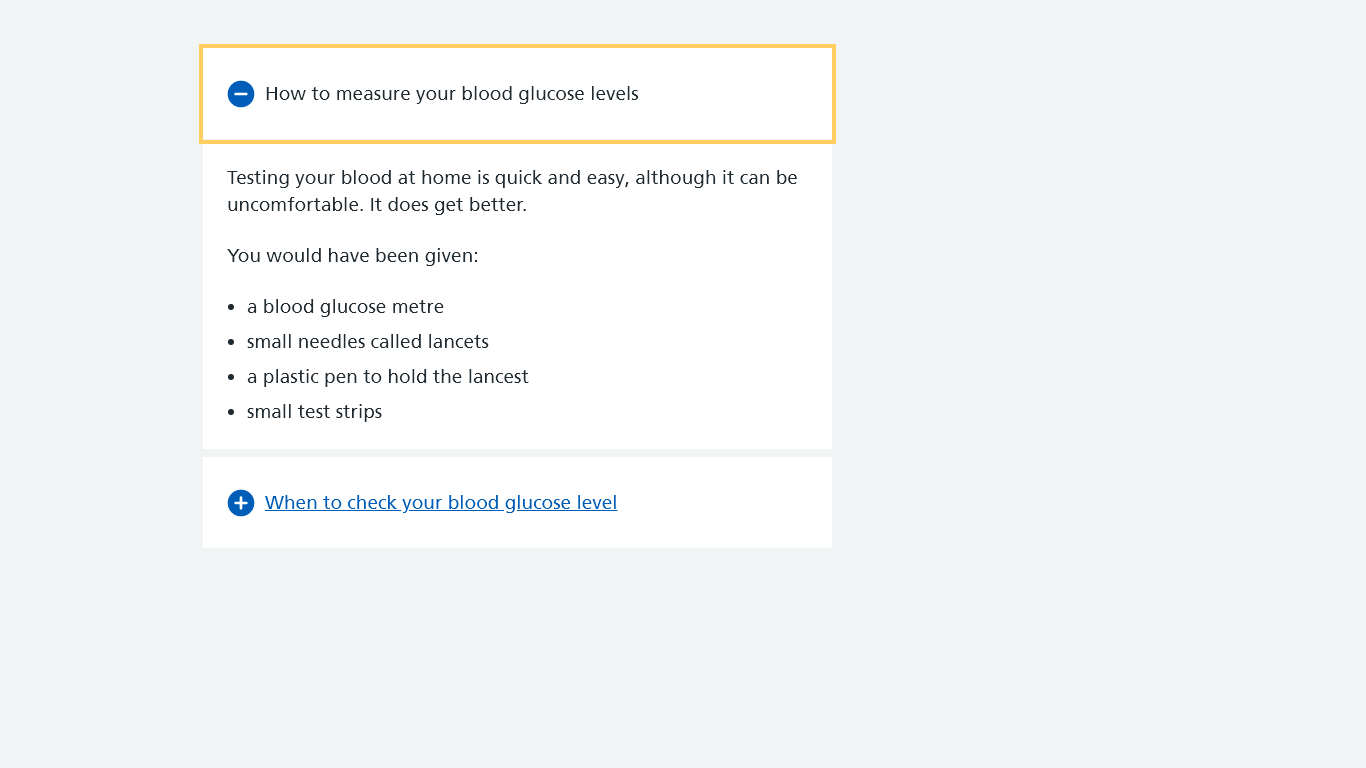 How to measure your blood glucose levels
Testing your blood at home is quick and easy, although it can be
uncomfortable. It does get better.
You would have been given:
• a blood glucose metre
• small needles called lancets
• a plastic pen to hold the lancest
• small test strips
When to check your blood glucose level